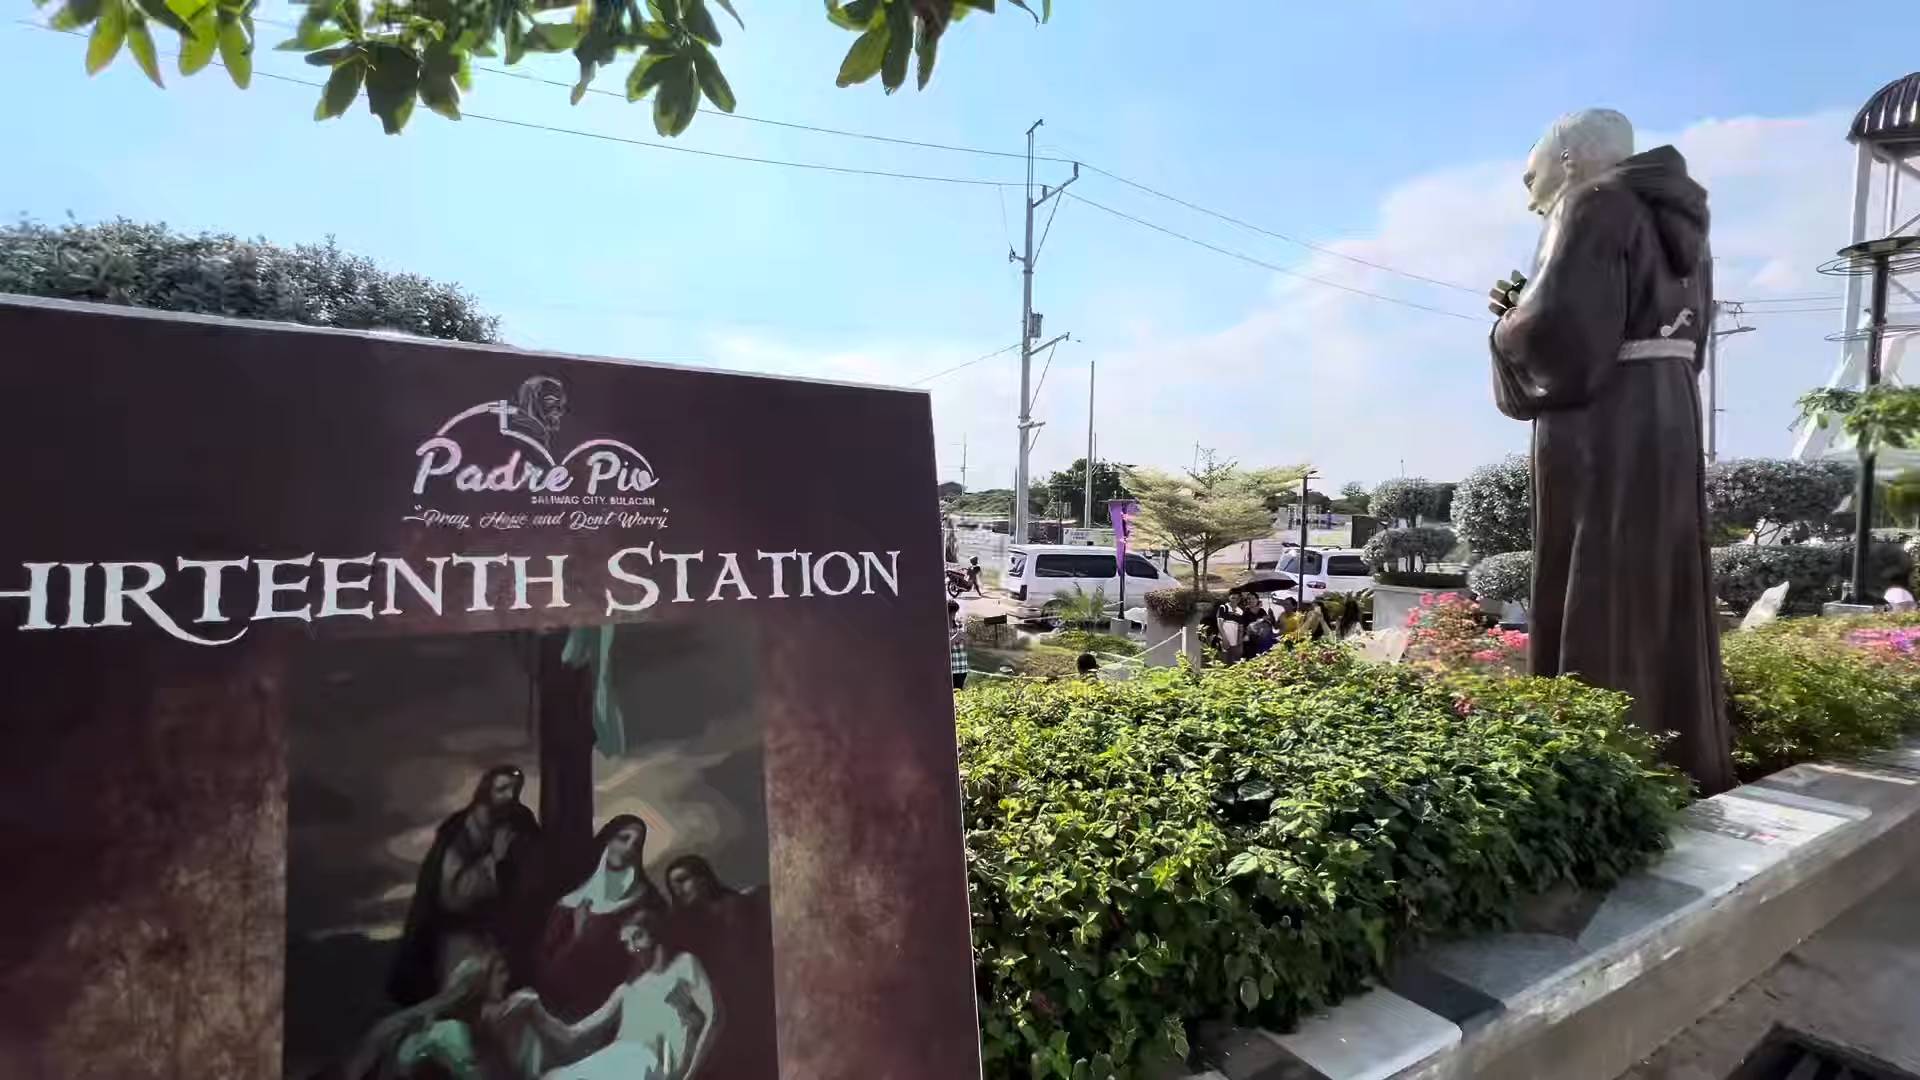 Padre Pio
BALIWAG CITY, BULACAN
"Pray, Hope and Don't Worry"
HIRTEENTH STATION